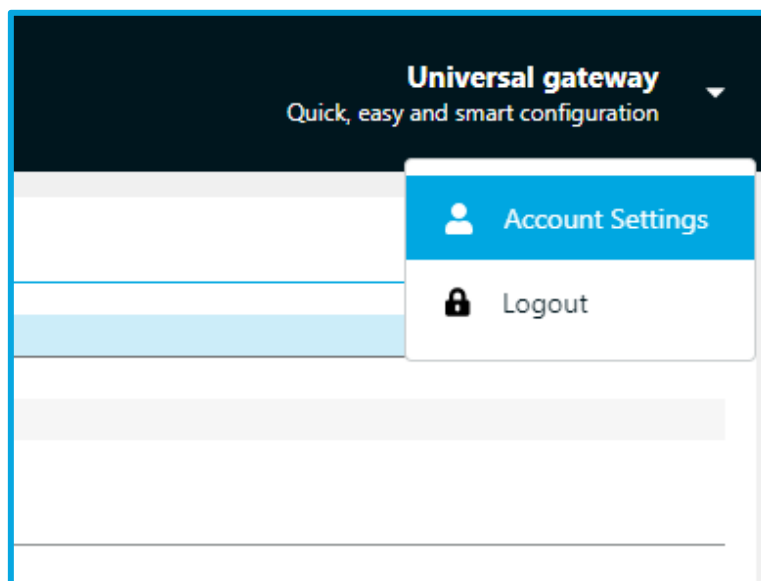 Universal gateway
Quick, easy and smart configuration
Account Settings
Logout